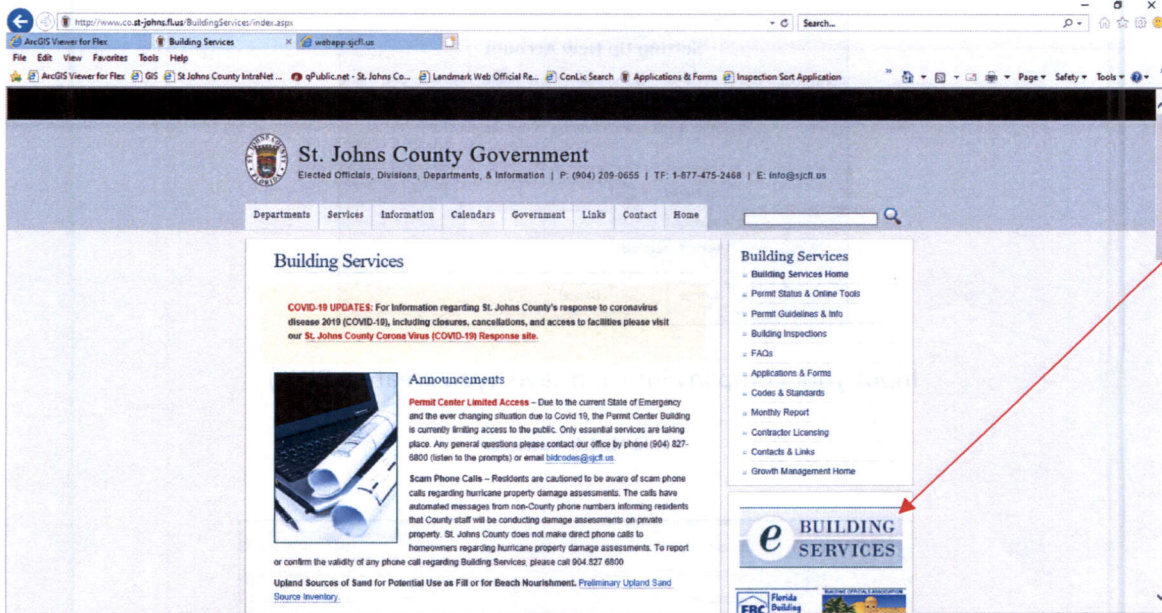 http://www.co.st-johns.fl.us/BuildingServices/index.aspx
Search...
ArcGIS Viewer for Flex
Building Services
webapp.sjcfl.us
File Edit View Favorites Tools Help
ArcGIS Viewer for Flex GIS St Johns County IntraNet ... qPublic.net - St. Johns Co... Landmark Web Official Re... ConLic Search Applications & Forms Inspection Sort Application
Page Safety Tools
St. Johns County Government
Elected Officials, Divisions, Departments, & Information | P: (904) 209-0655 | TF: 1-877-475-2468 | E: info@sjcfl.us
Departments Services Information Calendars Government Links Contact Home
Building Services
COVID-19 UPDATES: For Information regarding St. Johns County's response to coronavirus
disease 2019 (COVID-19), including closures, cancellations, and access to facilities please visit
our St. Johns County Corona Virus (COVID-19) Response site.
Announcements
Permit Center Limited Access – Due to the current State of Emergency
and the ever changing situation due to Covid 19, the Permit Center Building
is currently limiting access to the public. Only essential services are taking
place. Any general questions please contact our office by phone (904) 827-
6800 (listen to the prompts) or email bldcodes@sjcfl.us.
Scam Phone Calls – Residents are cautioned to be aware of scam phone
calls regarding hurricane property damage assessments. The calls have
automated messages from non-County phone numbers informing residents
that County staff will be conducting damage assessments on private
property. St. Johns County does not make direct phone calls to
homeowners regarding hurricane property damage assessments. To report
or confirm the validity of any phone call regarding Building Services, please call 904.827 6800
Upland Sources of Sand for Potential Use as Fill or for Beach Nourishment. Preliminary Upland Sand
Source Inventory.
Building Services
Building Services Home
Permit Status & Online Tools
Permit Guidelines & Info
Building Inspections
FAQs
Applications & Forms
Codes & Standards
Monthly Report
Contractor Licensing
Contacts & Links
Growth Management Home
e BUILDING
SERVICES
Florida
Building
FBC
BUILDING OFFICIALS ASSOCIATION